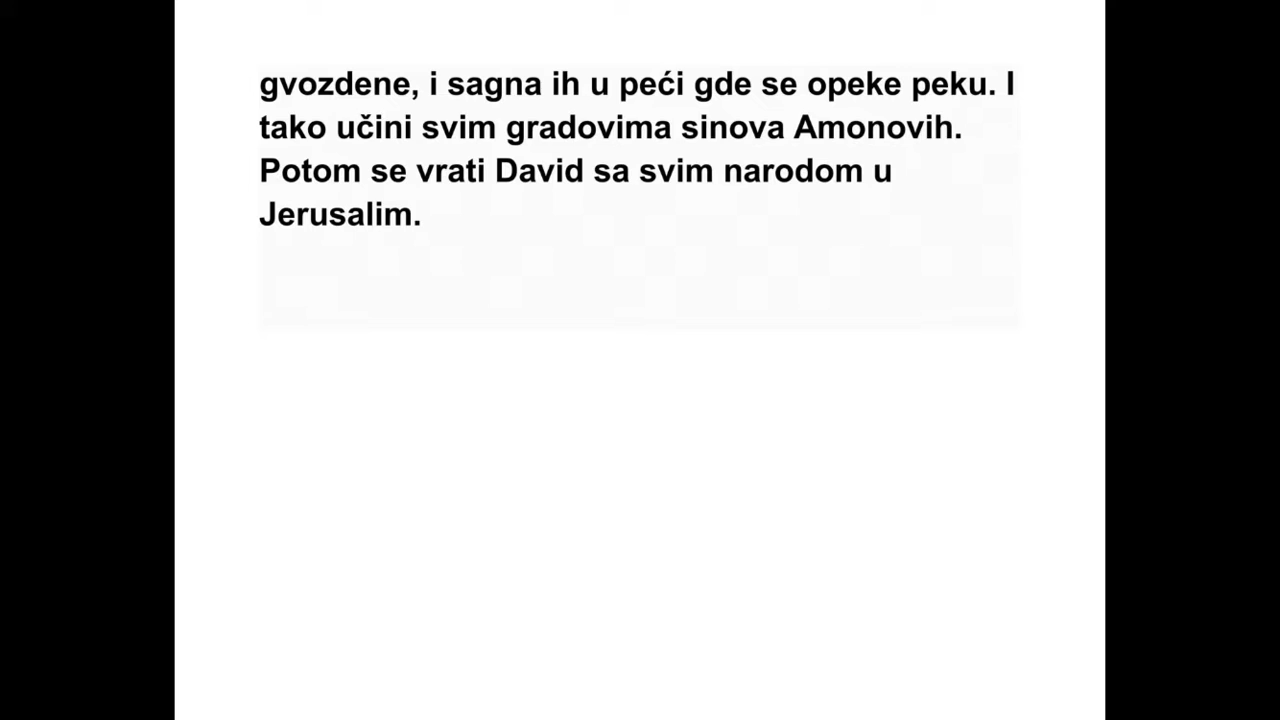 gvozdene, i sagna ih u peći gde se opeke peku. I
tako učini svim gradovima sinova Amonovih.
Potom se vrati David sa svim narodom u
Jerusalim.